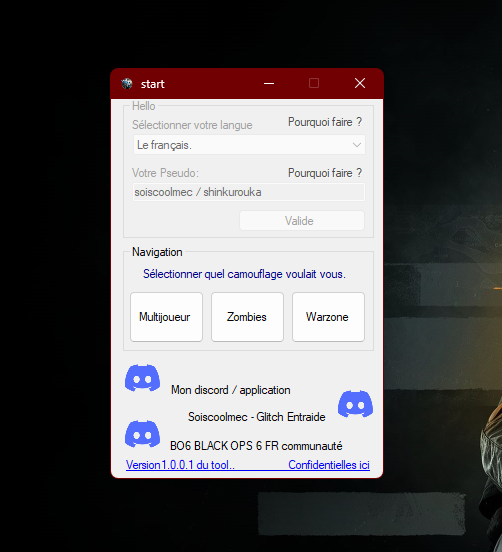 start
Hello
Sélectionner votre langue
Pourquoi faire ?
Le français.
Votre Pseudo:
Pourquoi faire ?
soiscoolmec / shinkurouka
Valide
Navigation
Sélectionner quel camouflage voulait vous.
Multijoueur
Zombies
Warzone
Mon discord / application
Soiscoolmec - Glitch Entraide
BO6 BLACK OPS 6 FR communauté
Version1.0.0.1 du tool..
Confidentielles ici